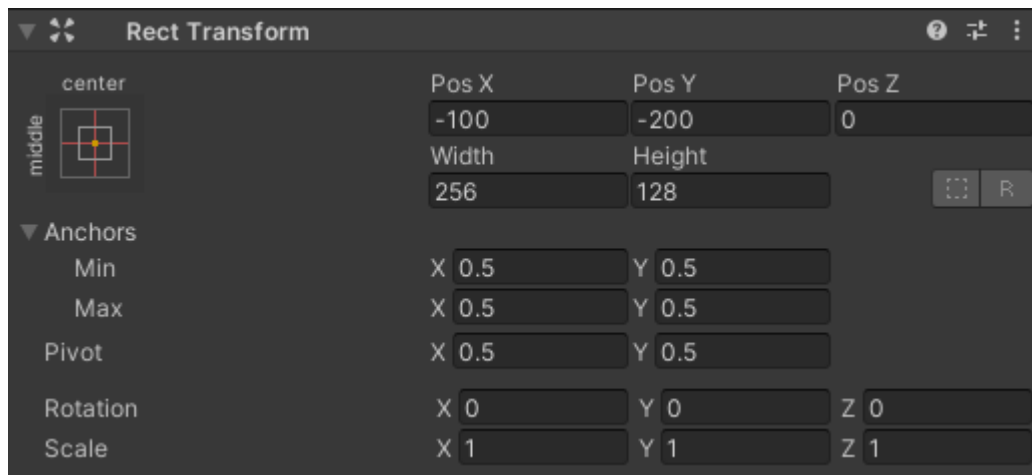 Rect Transform
center
middle
Pos X Pos Y Pos Z
-100 -200 0
Width Height
256 128
R
Anchors
Min X 0.5 Y 0.5
Max X 0.5 Y 0.5
Pivot X 0.5 Y 0.5
Rotation X 0 Y 0 Z 0
Scale X 1 Y 1 Z 1